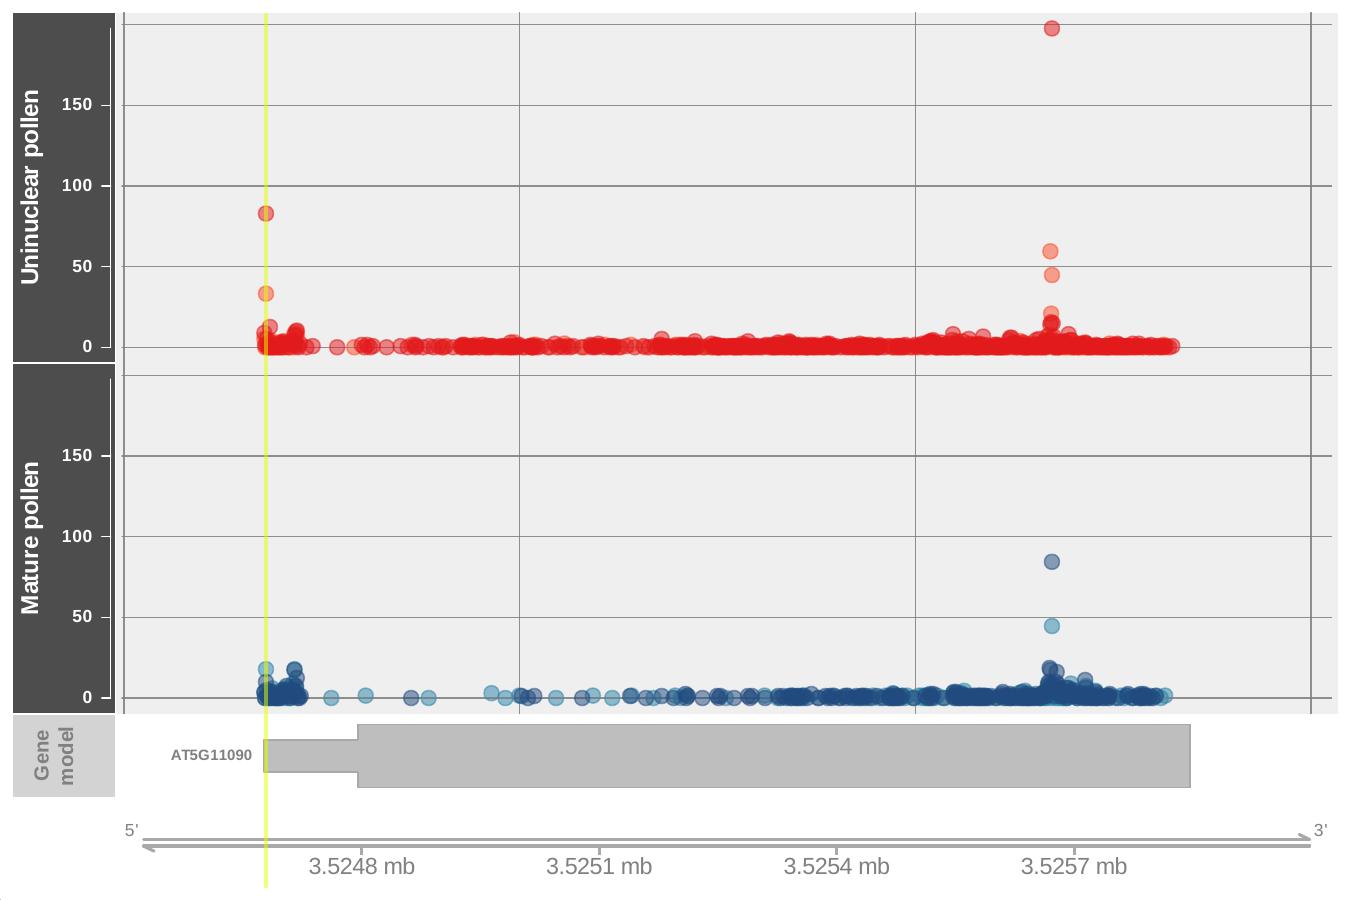 Uninuclear pollen
150
100
50
0
Mature pollen
150
100
50
0
Gene
model
AT5G11090
5'
3'
3.5248 mb
3.5251 mb
3.5254 mb
3.5257 mb